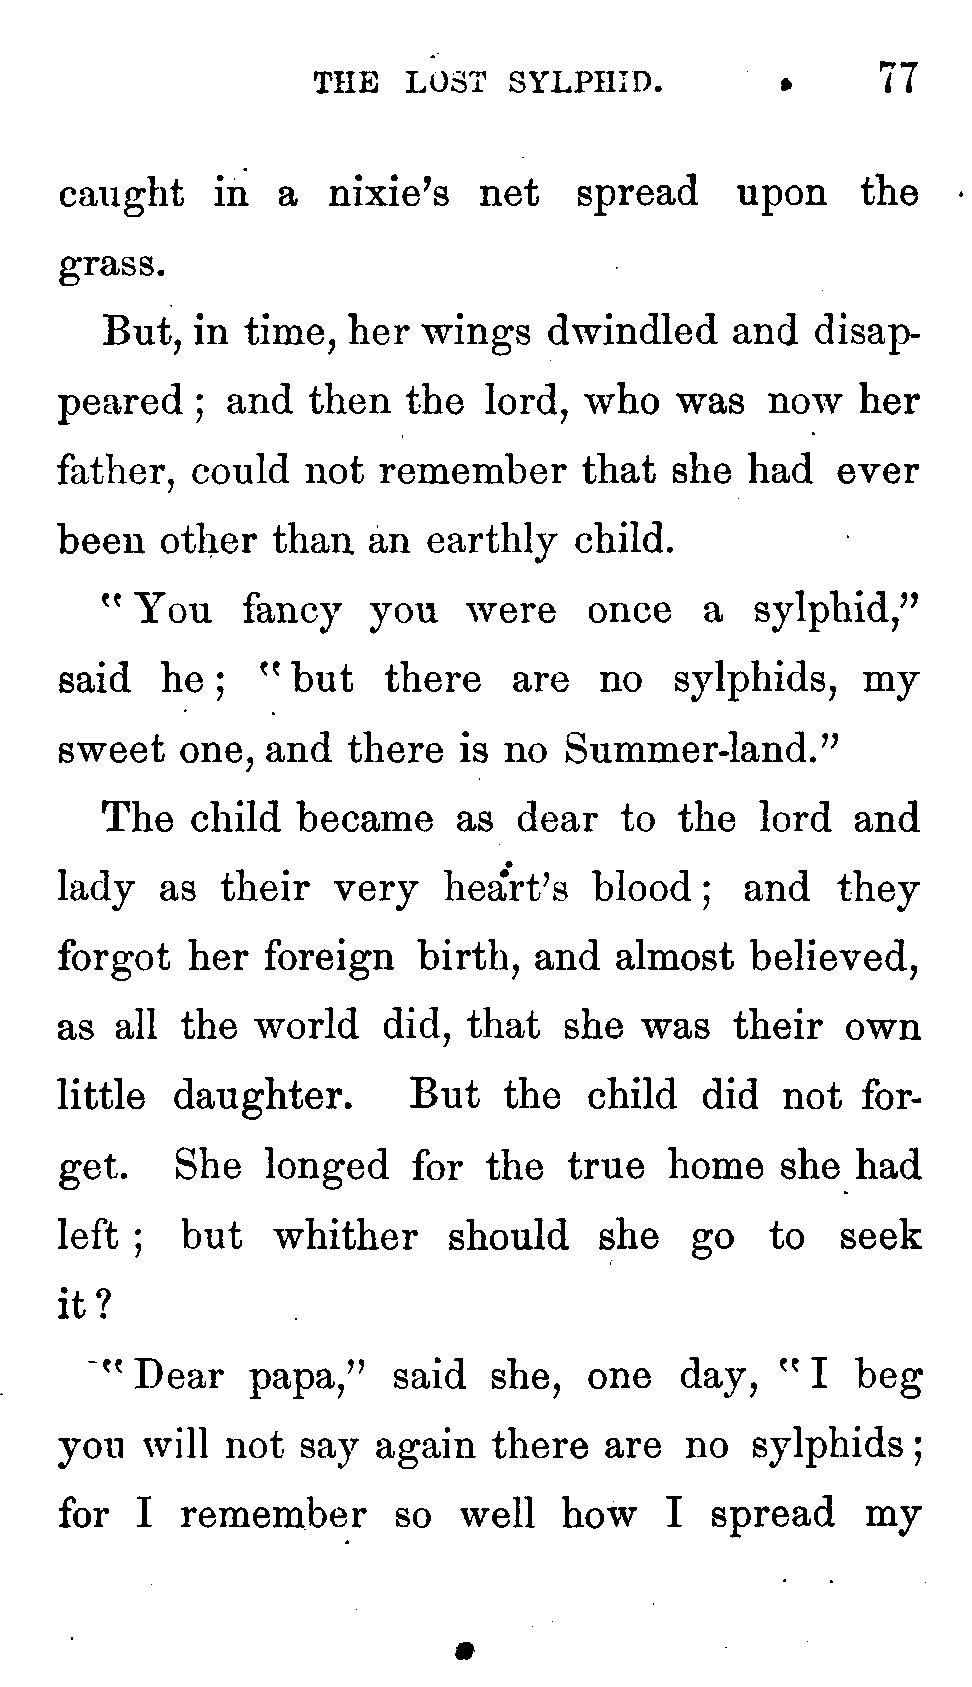 THE LOST SYLPHID. 77
caught in a nixie's net spread upon the
grass.
But, in time, her wings dwindled and disap-
peared ; and then the lord, who was now her
father, could not remember that she had ever
been other than an earthly child.
" You fancy you were once a sylphid,"
said he ; " but there are no sylphids, my
sweet one, and there is no Summer-land."
The child became as dear to the lord and
lady as their very heart's blood ; and they
forgot her foreign birth, and almost believed,
as all the world did, that she was their own
little daughter. But the child did not for-
get. She longed for the true home she had
left ; but whither should she go to seek
it ?
" Dear papa," said she, one day, " I beg
you will not say again there are no sylphids ;
for I remember so well how I spread my